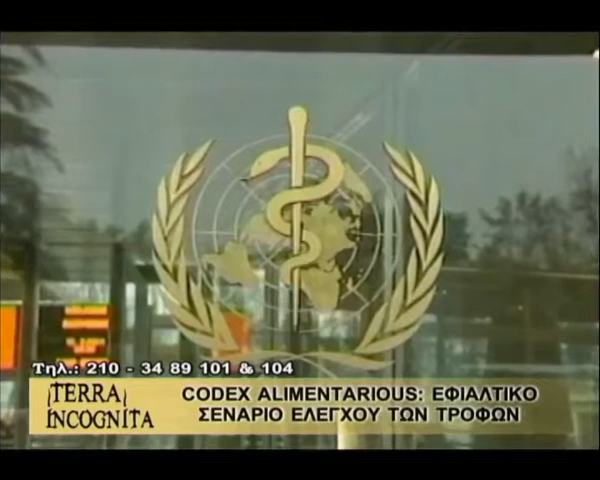 Τηλ.: 210 - 34 89 101 & 104
TERRA
INCOGNITA
CODEX ALIMENTARIOUS: ΕΦΙΑΛΤΙΚΟ
ΣΕΝΑΡΙΟ ΕΛΕΓΧΟΥ ΤΩΝ ΤΡΟΦΩΝ